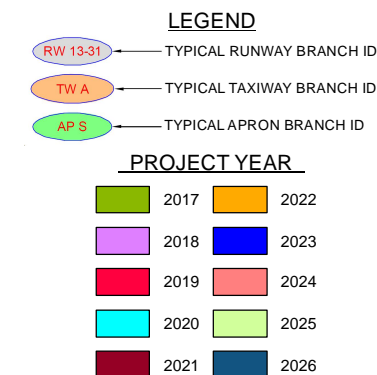 LEGEND
RW 13-31 TYPICAL RUNWAY BRANCH ID
TW A TYPICAL TAXIWAY BRANCH ID
AP S TYPICAL APRON BRANCH ID
PROJECT YEAR
2017 2022
2018 2023
2019 2024
2020 2025
2021 2026